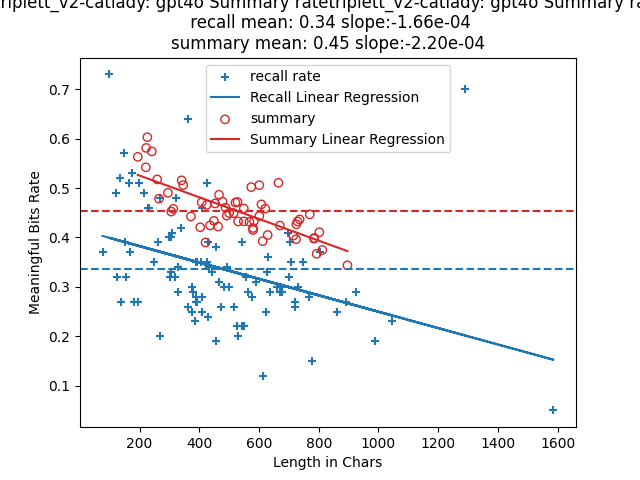 triplett_v2-catlady: gpt4o Summary ratetriplett_v2-catlady: gpt4o Summary
recall mean: 0.34 slope:-1.66e-04
summary mean: 0.45 slope:-2.20e-04
recall rate
Recall Linear Regression
summary
Summary Linear Regression
Meaningful Bits Rate
0.7
0.6
0.5
0.4
0.3
0.2
0.1
200 400 600 800 1000 1200 1400 1600
Length in Chars